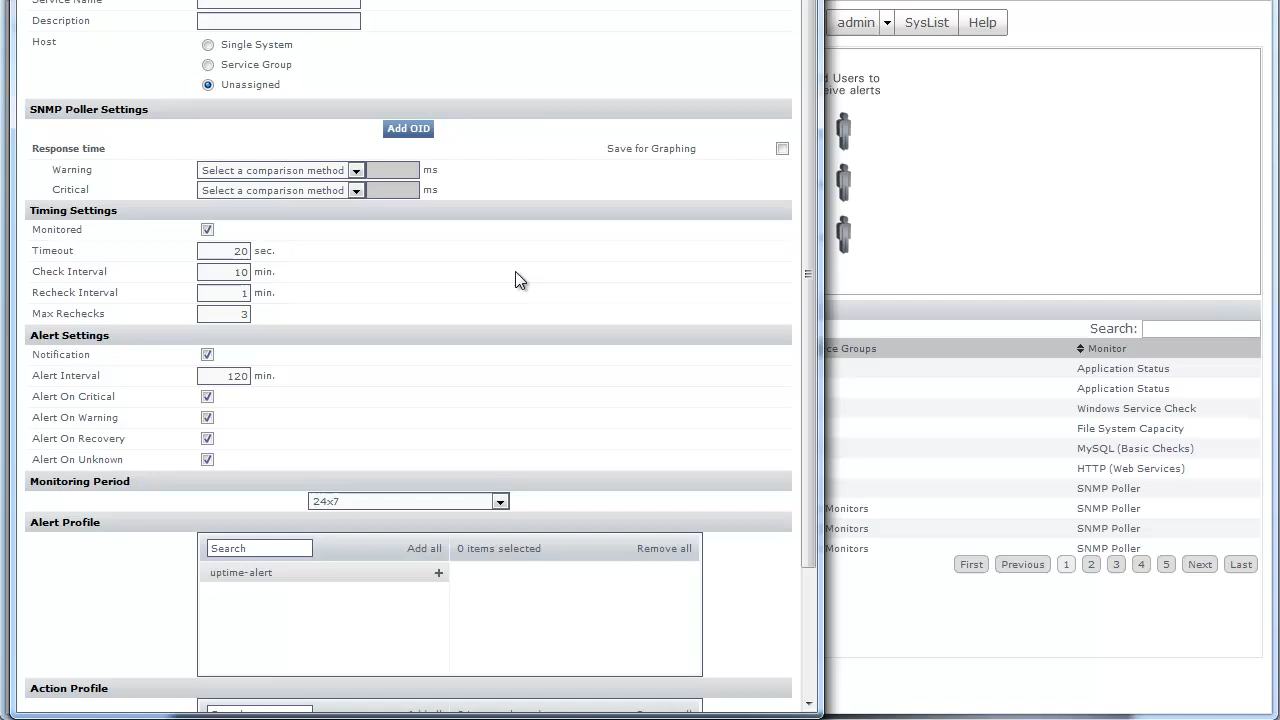 Service Name
Description
Host
Single System
Service Group
Unassigned
SNMP Poller Settings
Add OID
Response time
Save for Graphing
Warning
Select a comparison method
ms
Critical
Select a comparison method
ms
Timing Settings
Monitored
Timeout
20 sec.
Check Interval
10 min.
Recheck Interval
1 min.
Max Rechecks
3
Alert Settings
Notification
Alert Interval
120 min.
Alert On Critical
Alert On Warning
Alert On Recovery
Alert On Unknown
Monitoring Period
24x7
Alert Profile
Search
Add all
0 items selected
Remove all
uptime-alert
+
Action Profile
admin
SysList
Help
d Users to
eive alerts
Search:
ce Groups
Monitor
Application Status
Application Status
Windows Service Check
File System Capacity
MySQL (Basic Checks)
HTTP (Web Services)
SNMP Poller
Monitors
SNMP Poller
Monitors
SNMP Poller
Monitors
SNMP Poller
First
Previous
1
2
3
4
5
Next
Last